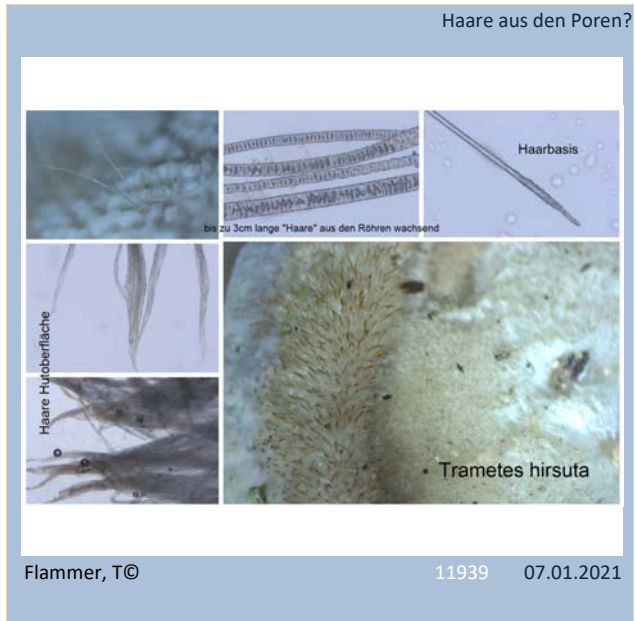 Haare aus den Poren?
Haarbasis
bis zu 3cm lange "Haare" aus den Röhren wachsend
Haare Hutoberfläche
Trametes hirsuta
Flammer, T© 11939 07.01.2021